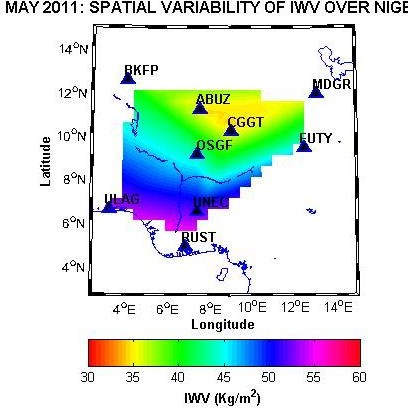 MAY 2011: SPATIAL VARIABILITY OF IWV OVER NIGE
14°N
BKFP
MDGR
12°N
ABUZ
CGGT
10°N
OSGF
FUTY
8°N
ULAG
UNEC
6°N
RUST
4°N
Latitude
4°E 6°E 8°E 10°E 12°E 14°E
Longitude
30 35 40 45 50 55 60
IWV (Kg/m²)